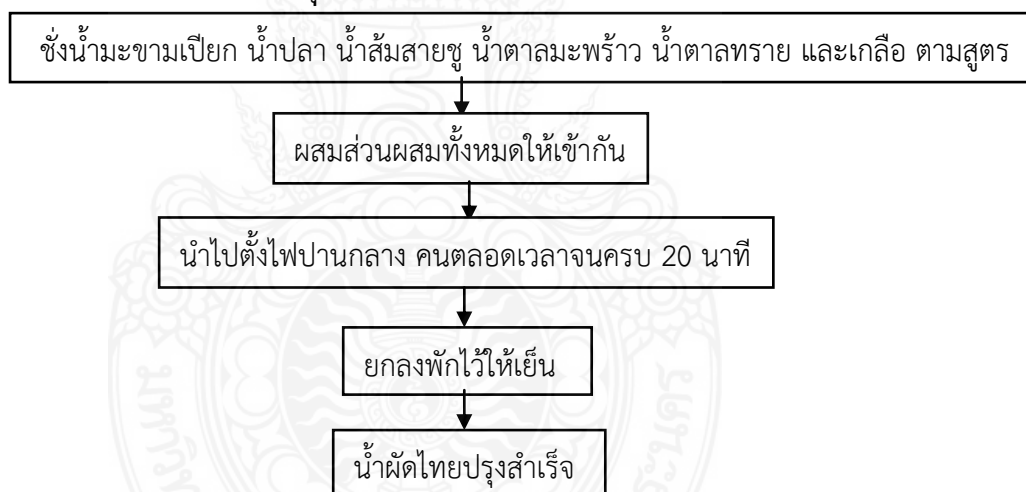 ชั่งน้ำมะขามเปียก น้ำปลา น้ำส้มสายชู น้ำตาลมะพร้าว น้ำตาลทราย และเกลือ ตามสูตร
ผสมส่วนผสมทั้งหมดให้เข้ากัน
นำไปตั้งไฟปานกลาง คนตลอดเวลาจนครบ 20 นาที
ยกลงพักไว้ให้เย็น
น้ำผัดไทยปรุงสำเร็จ